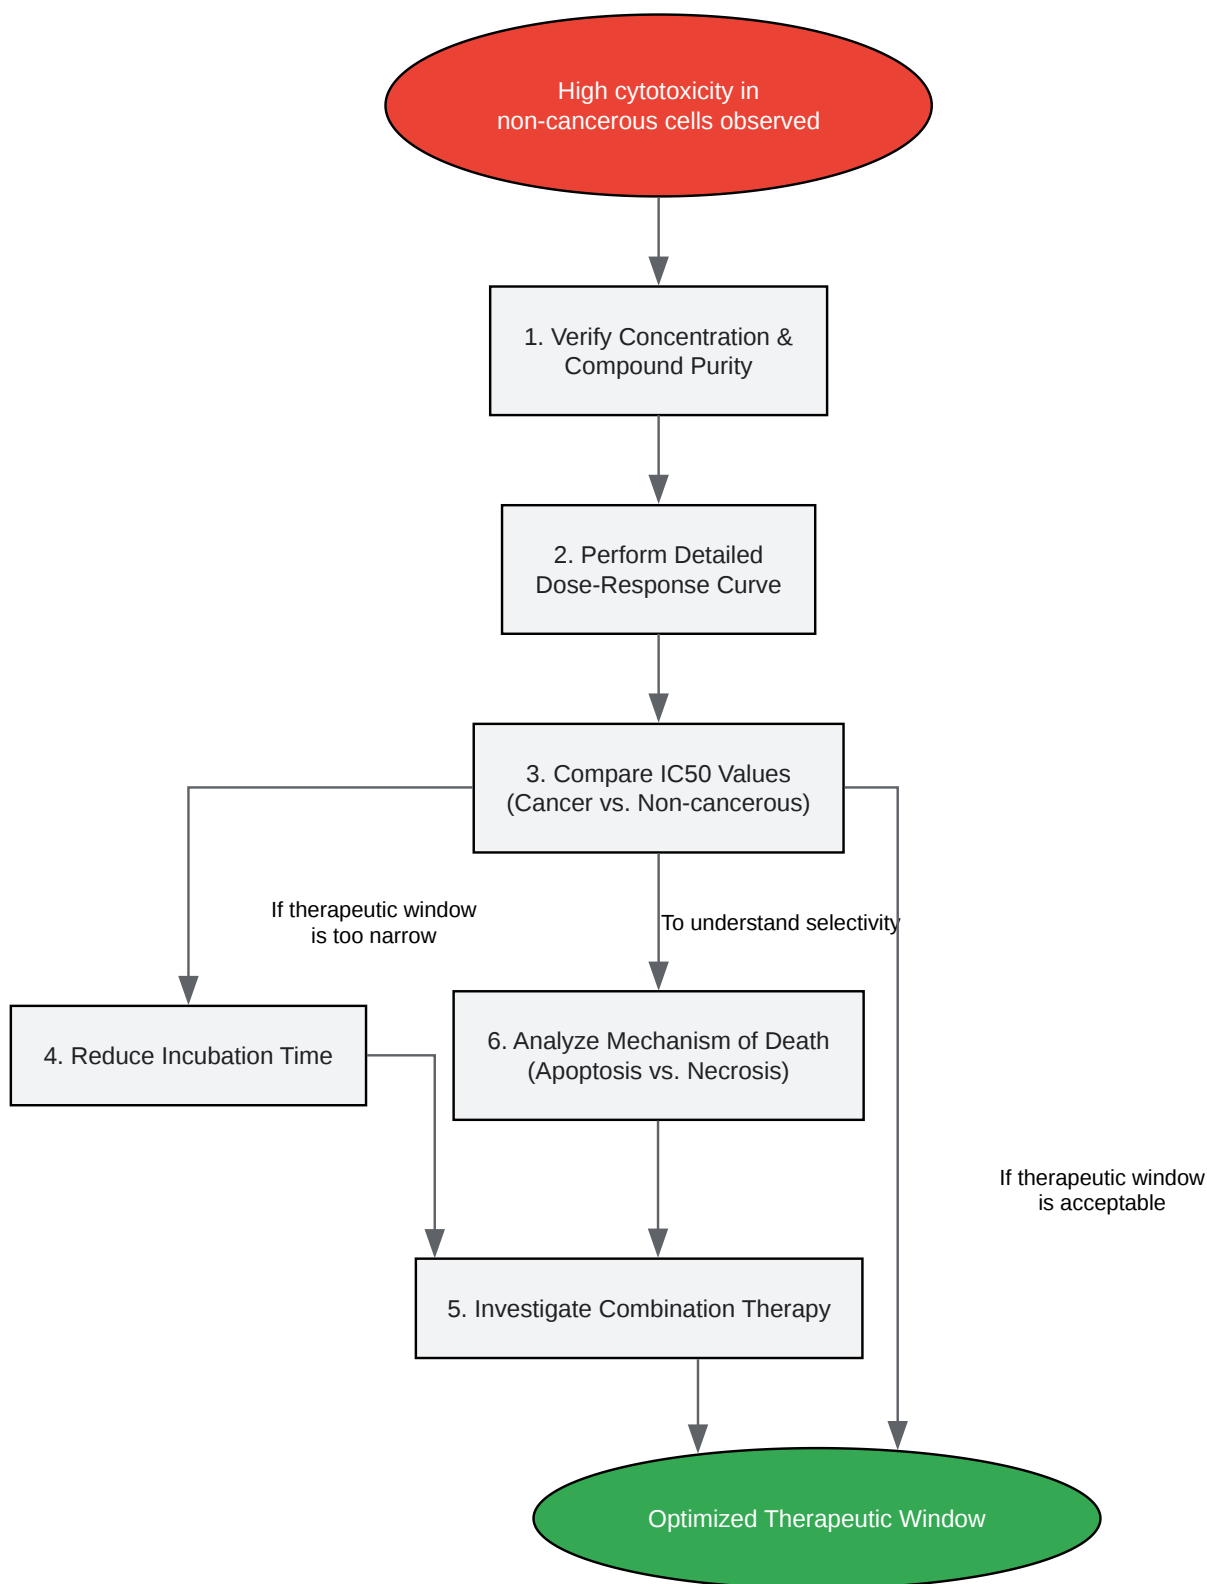 High cytotoxicity in
non-cancerous cells observed
1. Verify Concentration &
Compound Purity
2. Perform Detailed
Dose-Response Curve
3. Compare IC50 Values
(Cancer vs. Non-cancerous)
If therapeutic window
is too narrow
To understand selectivity
4. Reduce Incubation Time
6. Analyze Mechanism of Death
(Apoptosis vs. Necrosis)
If therapeutic window
is acceptable
5. Investigate Combination Therapy
Optimized Therapeutic Window